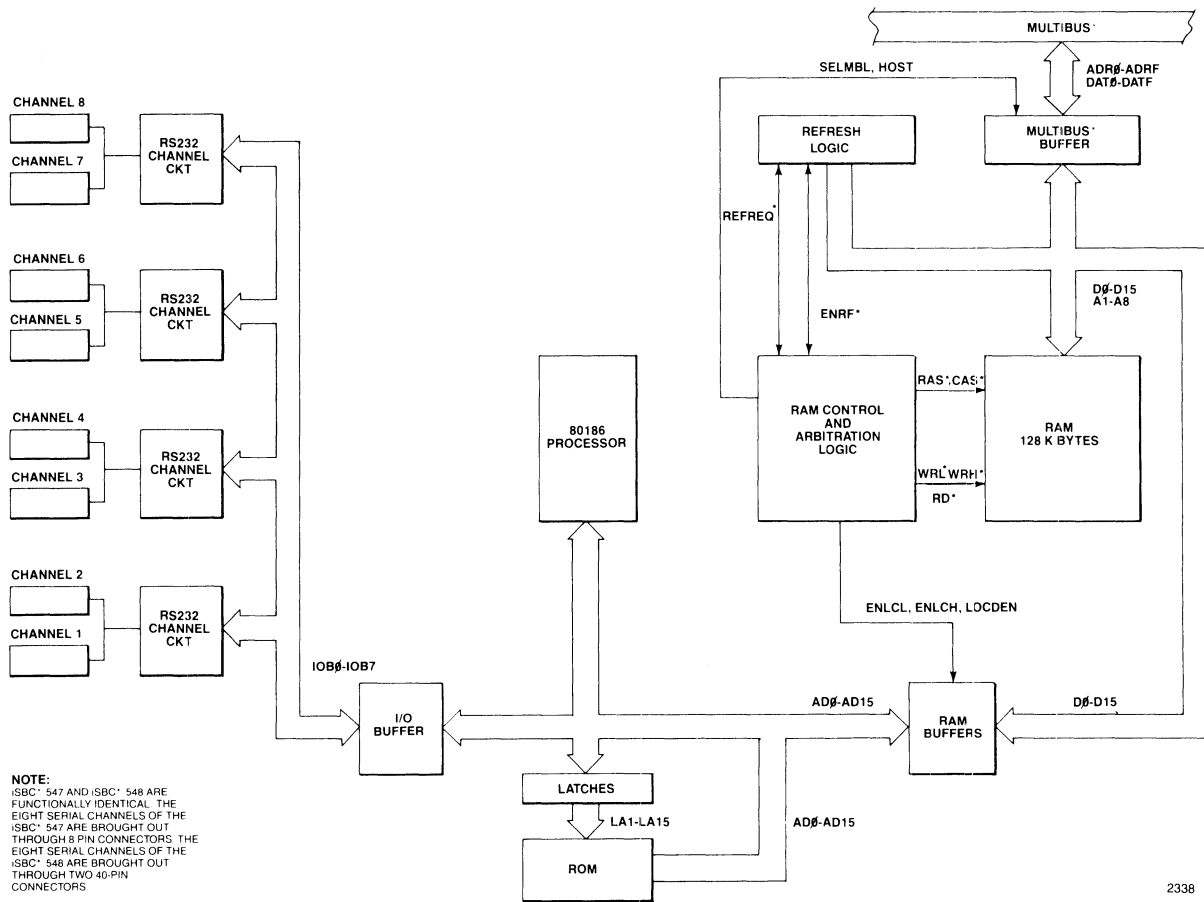 MULTIBUS*
SELMBL, HOST
ADRØ-ADRF
DATØ-DATF
CHANNEL 8
CHANNEL 7
RS232
CHANNEL
CKT
REFRESH
LOGIC
MULTIBUS*
BUFFER
REFREQ*
CHANNEL 6
CHANNEL 5
RS232
CHANNEL
CKT
ENRF*
DØ-D15
A1-A8
80186
PROCESSOR
RAM CONTROL
AND
ARBITRATION
LOGIC
RAS*, CAS*
WRL* WRH*
RD*
RAM
128 K BYTES
CHANNEL 4
CHANNEL 3
RS232
CHANNEL
CKT
CHANNEL 2
CHANNEL 1
RS232
CHANNEL
CKT
ENLCL, ENLCH, LOCDEN
IOBØ-IOB7
I/O
BUFFER
ADØ-AD15
RAM
BUFFERS
DØ-D15
LATCHES
LA1-LA15
ADØ-AD15
ROM
NOTE:
iSBC* 547 AND iSBC* 548 ARE
FUNCTIONALLY IDENTICAL. THE
EIGHT SERIAL CHANNELS OF THE
iSBC* 547 ARE BROUGHT OUT
THROUGH 8 PIN CONNECTORS. THE
EIGHT SERIAL CHANNELS OF THE
iSBC* 548 ARE BROUGHT OUT
THROUGH TWO 40-PIN
CONNECTORS.
2338